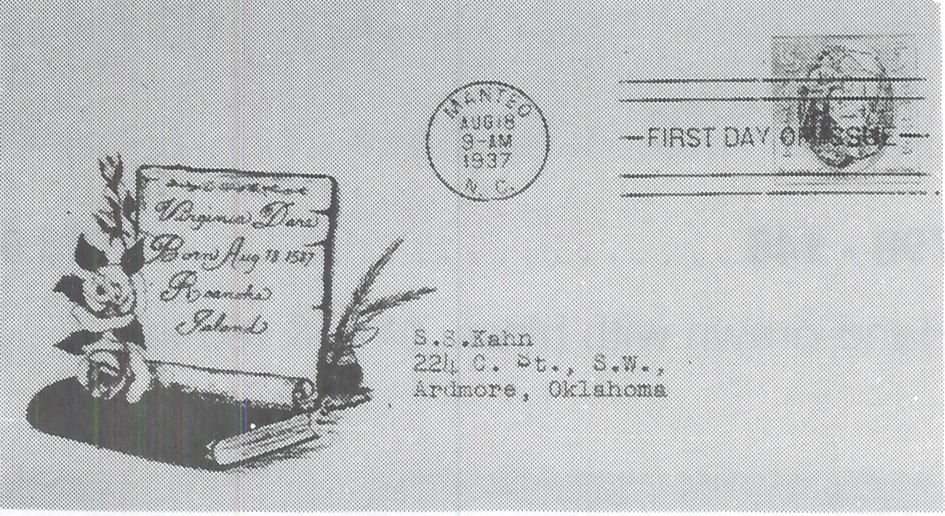 MANTEO
AUG 18
9-AM
1937
N. C.
FIRST DAY OF ISSUE
Virginia Dare
Born Aug 18 1587
Roanoke
Island
S.S.Kahn
224 C. St., S.W.,
Ardmore, Oklahoma